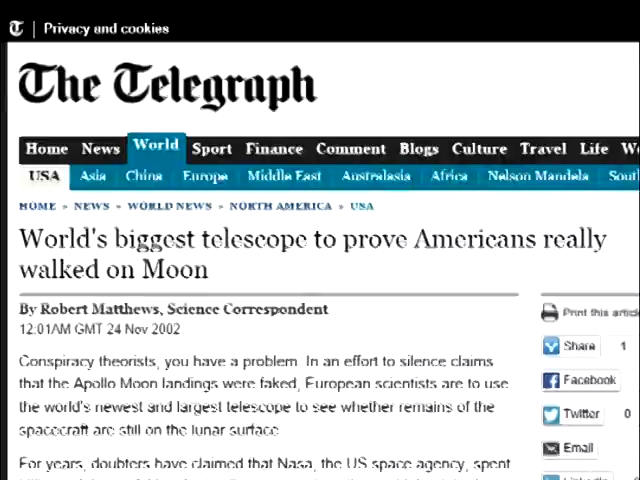 Privacy and cookies
The Telegraph
Home News World Sport Finance Comment Blogs Culture Travel Life
USA Asia China Europe Middle East Australasia Africa Nelson Mandela
HOME » NEWS » WORLD NEWS » NORTH AMERICA » USA
World's biggest telescope to prove Americans really
walked on Moon
By Robert Matthews, Science Correspondent
12:01AM GMT 24 Nov 2002
Print this article
Conspiracy theorists, you have a problem. In an effort to silence claims
that the Apollo Moon landings were faked, European scientists are to use
the world's newest and largest telescope to see whether remains of the
spacecraft are still on the lunar surface.
For years, doubters have claimed that Nasa, the US space agency, spent
Share 1
Facebook
Twitter 0
Email
LinkedIn